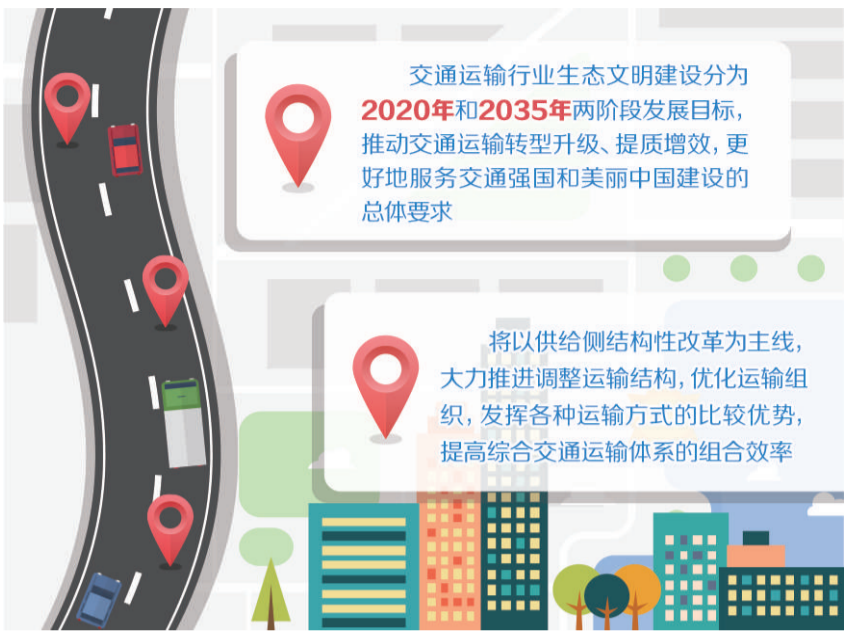 交通运输行业生态文明建设分为
2020年和2035年两阶段发展目标，
推动交通运输转型升级、提质增效，更
好地服务交通强国和美丽中国建设的
总体要求
将以供给侧结构性改革为主线，
大力推进调整运输结构，优化运输组
织，发挥各种运输方式的比较优势，
提高综合交通运输体系的组合效率